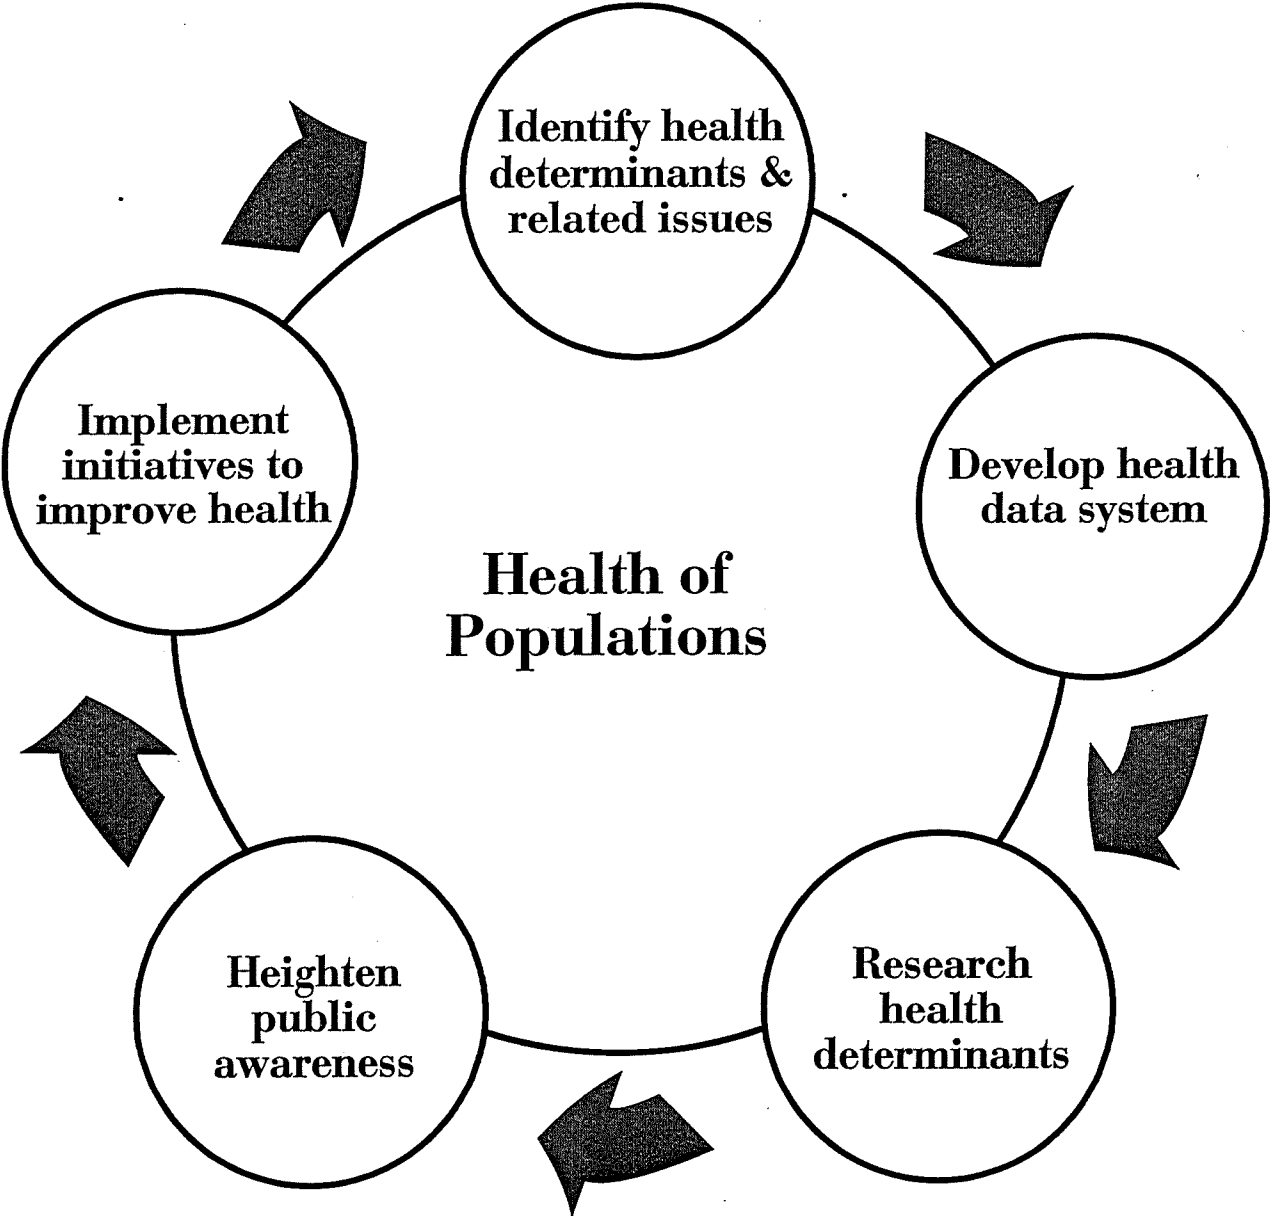 Identify health
determinants &
related issues
Develop health
data system
Research
health
determinants
Heighten
public
awareness
Implement
initiatives to
improve health
Health of
Populations